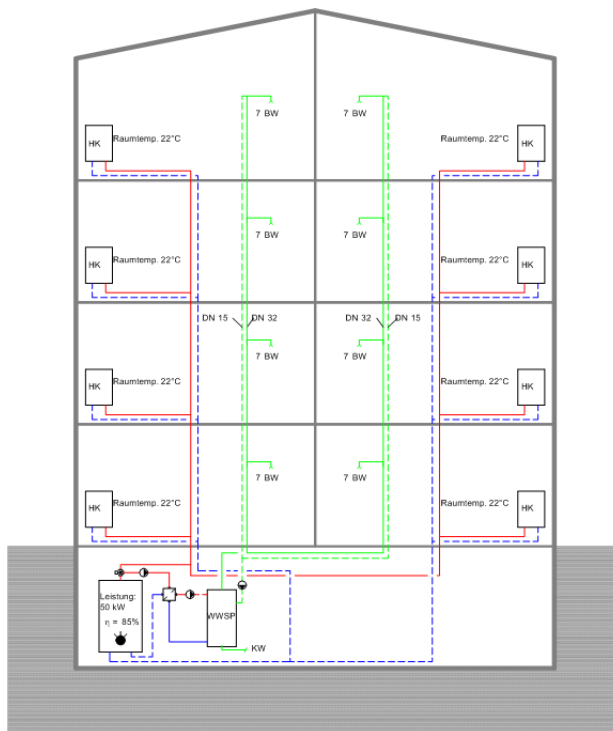 7 BW
7 BW
HK
Raumtemp. 22°C
Raumtemp. 22°C
HK
7 BW
7 BW
HK
Raumtemp. 22°C
Raumtemp. 22°C
HK
DN 15
DN 32
DN 32
DN 15
7 BW
7 BW
HK
Raumtemp. 22°C
Raumtemp. 22°C
HK
7 BW
7 BW
HK
Raumtemp. 22°C
Raumtemp. 22°C
HK
Leistung:
50 kW
η = 85%
WWSP
KW